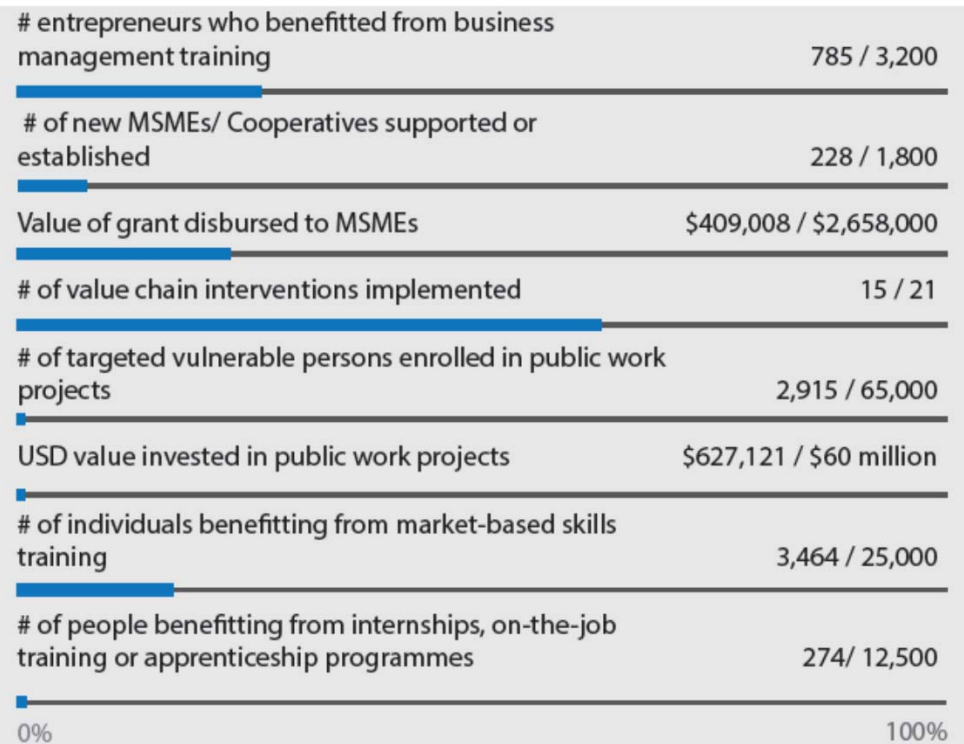 # entrepreneurs who benefitted from business
management training 785 / 3,200
# of new MSMEs/ Cooperatives supported or
established 228 / 1,800
Value of grant disbursed to MSMEs $409,008 / $2,658,000
# of value chain interventions implemented 15 / 21
# of targeted vulnerable persons enrolled in public work
projects 2,915 / 65,000
USD value invested in public work projects $627,121 / $60 million
# of individuals benefitting from market-based skills
training 3,464 / 25,000
# of people benefitting from internships, on-the-job
training or apprenticeship programmes 274/ 12,500
0% 100%